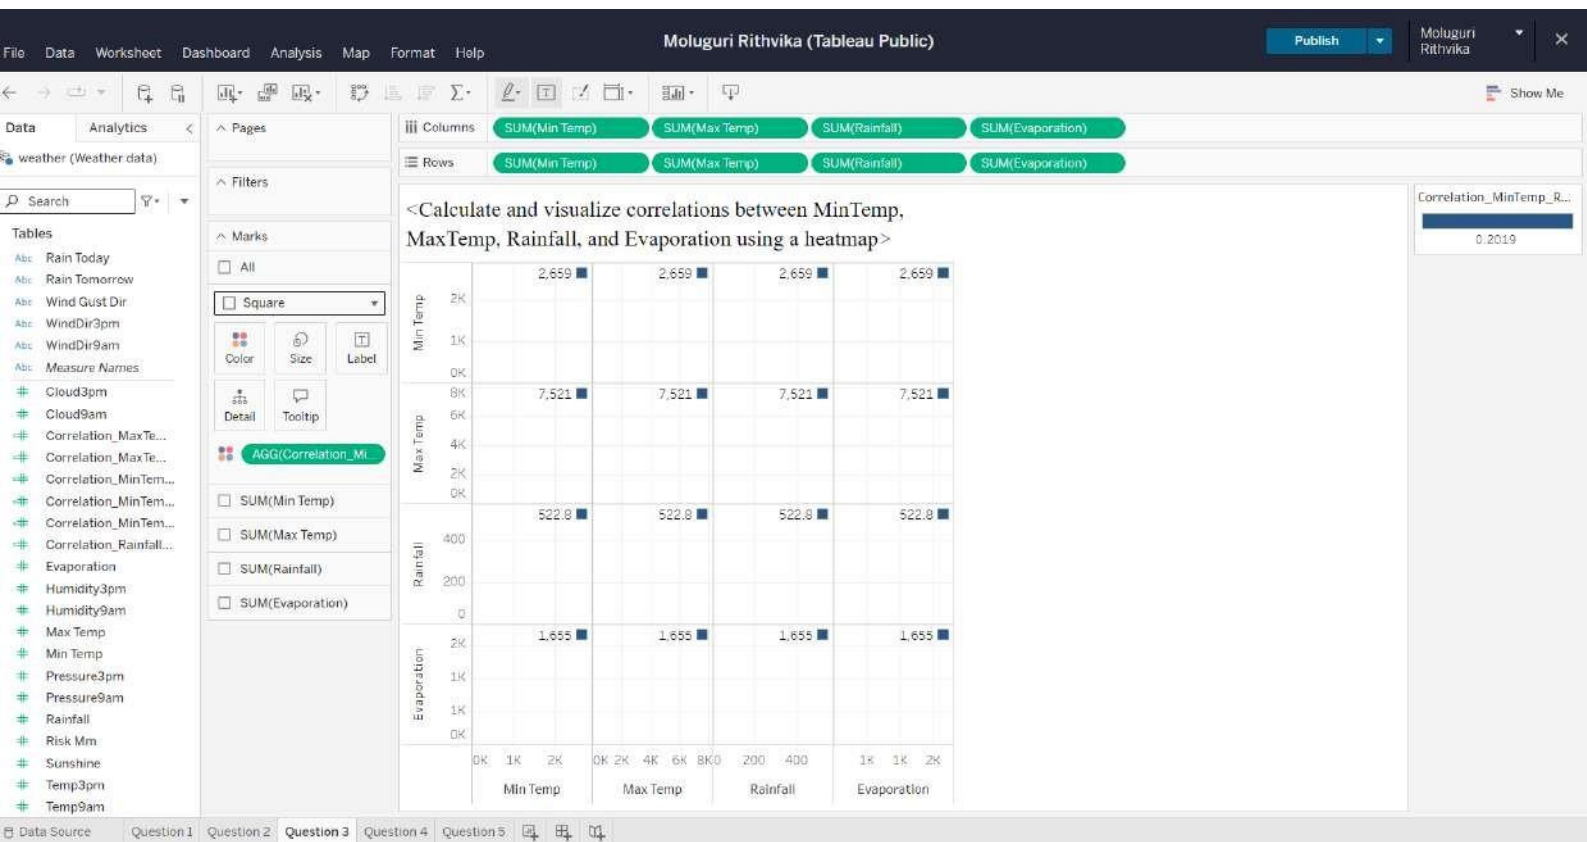 Moluguri Rithvika (Tableau Public)
Publish
Moluguri
Rithvika
File Data Worksheet Dashboard Analysis Map Format Help
Show Me
Data Analytics
weather (Weather data)
Search
Tables
Abc Rain Today
Abc Rain Tomorrow
Abc Wind Gust Dir
Abc WindDir3pm
Abc WindDir9am
Abc Measure Names
# Cloud3pm
# Cloud9am
=# Correlation_MaxTe...
=# Correlation_MaxTe...
=# Correlation_MinTem...
=# Correlation_MinTem...
=# Correlation_MinTem...
=# Correlation_Rainfall...
# Evaporation
# Humidity3pm
# Humidity9am
# Max Temp
# Min Temp
# Pressure3pm
# Pressure9am
# Rainfall
# Risk Mm
# Sunshine
# Temp3pm
# Temp9am
Pages
Filters
Marks
All
Square
Color Size Label
Detail Tooltip
AGG(Correlation_Mi...
SUM(Min Temp)
SUM(Max Temp)
SUM(Rainfall)
SUM(Evaporation)
Columns SUM(Min Temp) SUM(Max Temp) SUM(Rainfall) SUM(Evaporation)
Rows SUM(Min Temp) SUM(Max Temp) SUM(Rainfall) SUM(Evaporation)
<Calculate and visualize correlations between MinTemp,
MaxTemp, Rainfall, and Evaporation using a heatmap>
Min Temp
2,659 2,659 2,659 2,659
2K
1K
0K
Max Temp
8K 7,521 7,521 7,521 7,521
6K
4K
2K
0K
Rainfall
522.8 522.8 522.8 522.8
400
200
0
Evaporation
1,655 1,655 1,655 1,655
2K
1K
1K
0K
0K 1K 2K 0K 2K 4K 6K 8K 0 200 400 1K 1K 2K
Min Temp Max Temp Rainfall Evaporation
Correlation_MinTemp_R...
0.2019
Data Source Question 1 Question 2 Question 3 Question 4 Question 5